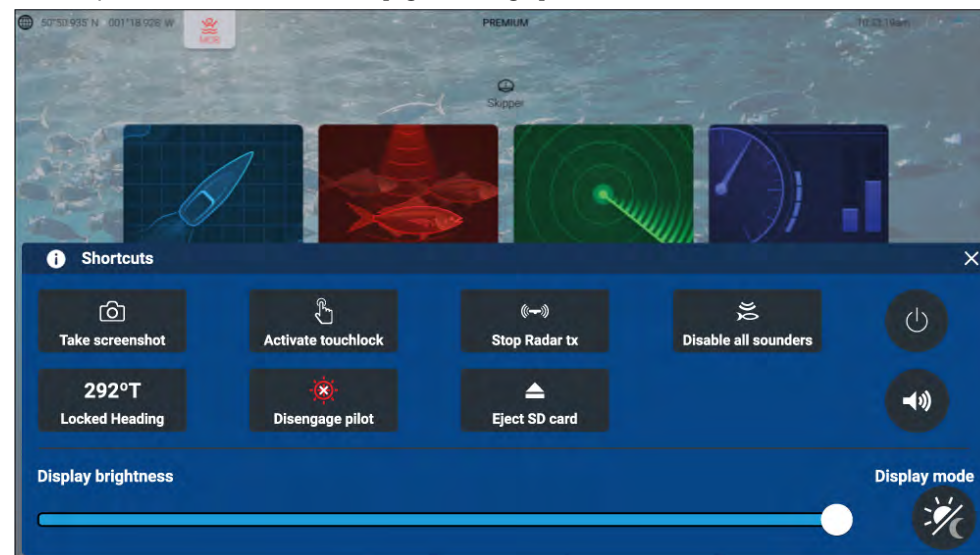 50°50.935 N 001°18.928 W
MOB
PREMIUM
Skipper
Shortcuts
Take screenshot
Activate touchlock
Stop Radar tx
Disable all sounders
292°T
Locked Heading
Disengage pilot
Eject SD card
Display brightness
Display mode